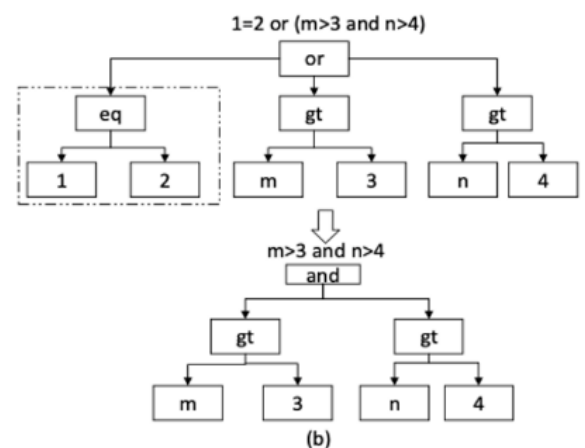 1=2 or (m>3 and n>4)
or
eq gt gt
1 2 m 3 n 4
m>3 and n>4
and
gt gt
m 3 n 4
(b)